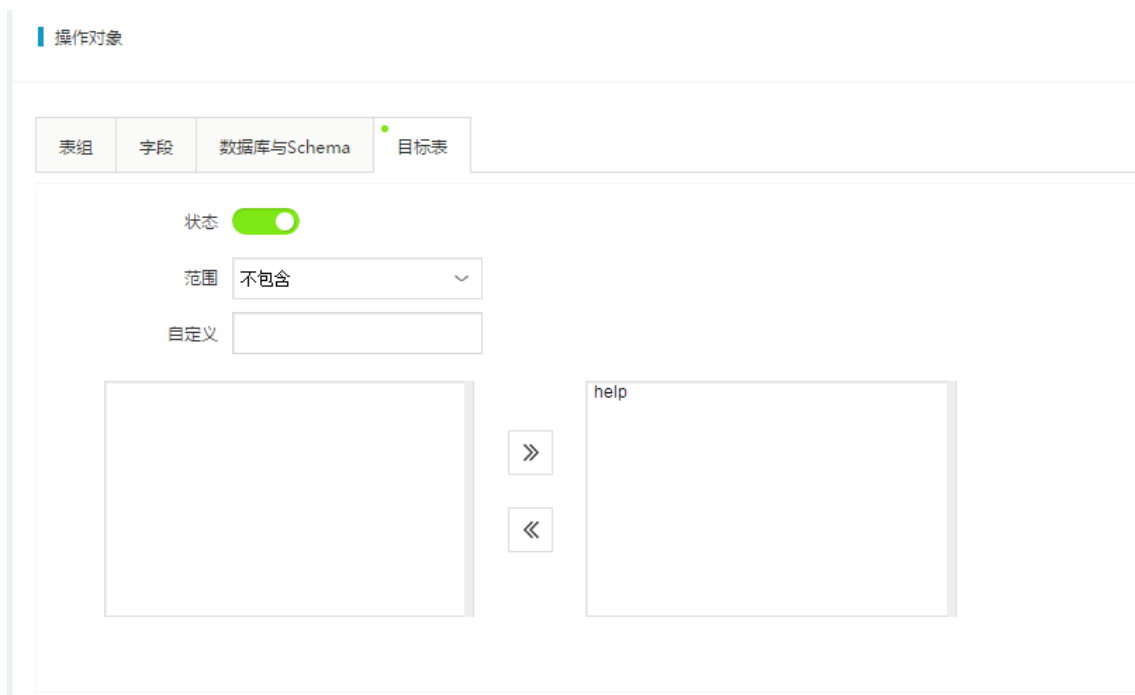 操作对象
表组 字段 数据库与Schema 目标表
状态
范围 不包含
自定义
help